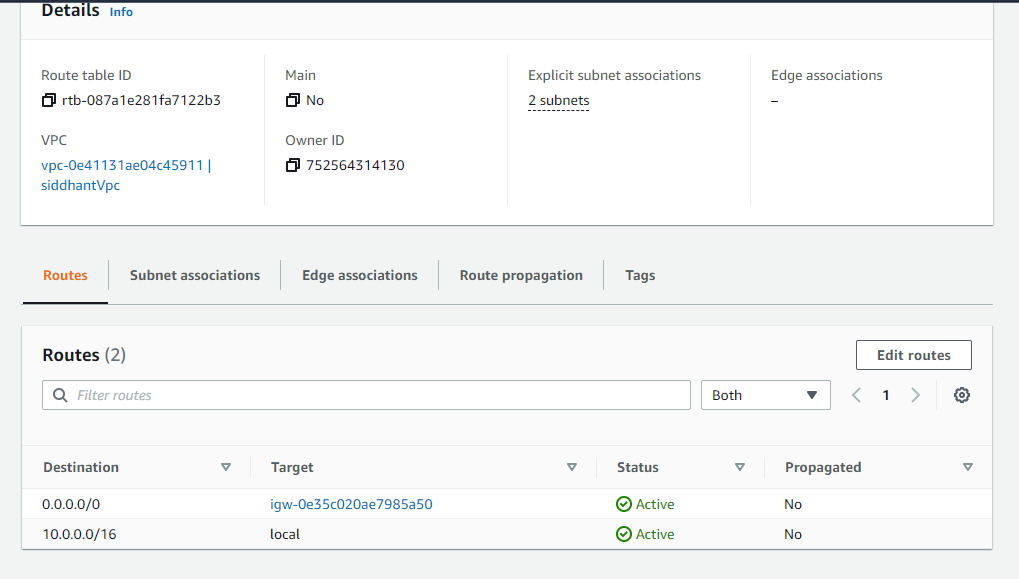 Details Info
Route table ID
rtb-087a1e281fa7122b3
Main
No
Explicit subnet associations
2 subnets
Edge associations
–
VPC
vpc-0e41131ae04c45911 |
siddhantVpc
Owner ID
752564314130
Routes Subnet associations Edge associations Route propagation Tags
Routes (2)
Edit routes
Filter routes
Both
1
Destination Target Status Propagated
0.0.0.0/0 igw-0e35c020ae7985a50 Active No
10.0.0.0/16 local Active No